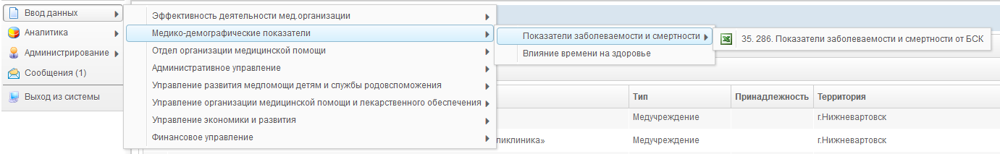 Ввод данных
Аналитика
Администрирование
Сообщения (1)
Выход из системы
Эффективность деятельности мед.организации
Медико-демографические показатели
Отдел организации медицинской помощи
Административное управление
Управление развития медпомощи детям и службы родовспоможения
Управление организации медицинской помощи и лекарственного обеспечения
Управление экономики и развития
Финансовое управление
Показатели заболеваемости и смертности
Влияние времени на здоровье
35. 286. Показатели заболеваемости и смертности от БСК
Тип Принадлежность Территория
Медучреждение г.Нижневартовск
ликлиника» Медучреждение г.Нижневартовск